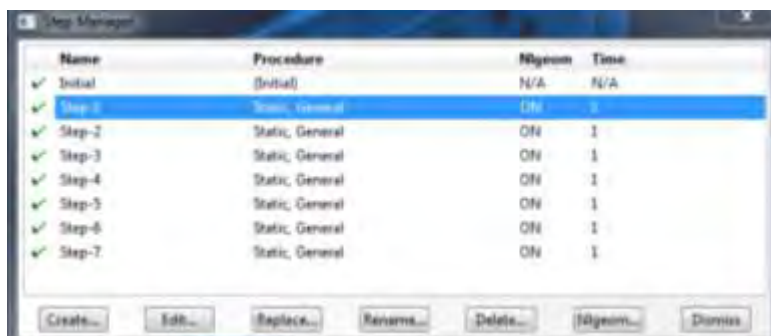 Step Manager
Name Procedure Nlgeom Time
Initial (Initial) N/A N/A
Step-1 Static, General ON 1
Step-2 Static, General ON 1
Step-3 Static, General ON 1
Step-4 Static, General ON 1
Step-5 Static, General ON 1
Step-6 Static, General ON 1
Step-7 Static, General ON 1
Create... Edit... Replace... Rename... Delete... Nlgeom... Dismiss